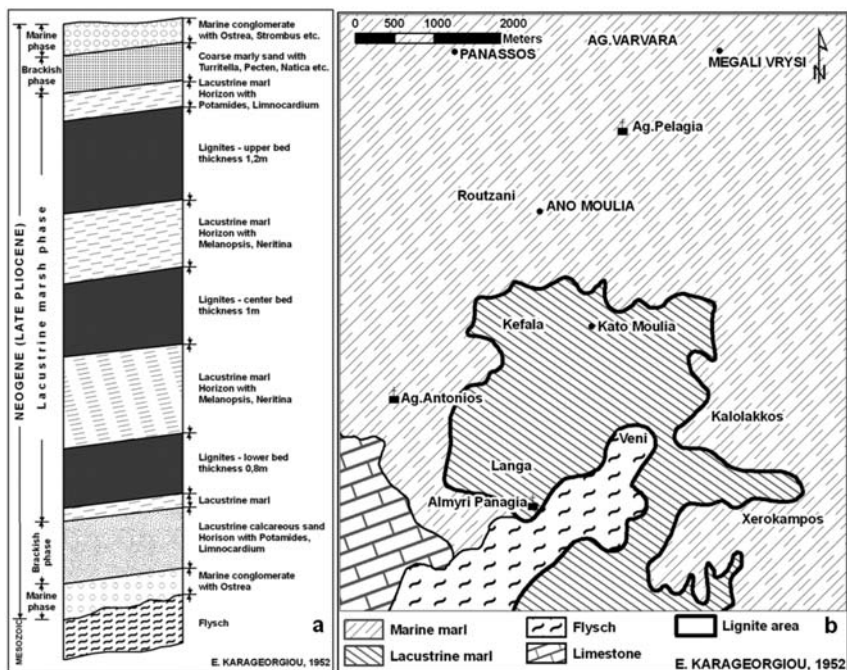 Marine phase
Brackish phase
Lacustrine marsh phase
Brackish phase
Marine phase
NEOGENE (LATE PLIOCENE)
MESOZOIC
Marine conglomerate
with Ostrea, Strombus etc.
Coarse marly sand with
Turritella, Pecten, Natica etc.
Lacustrine marl
Horizon with
Potamides, Limnocardium
Lignites - upper bed
thickness 1,2m
Lacustrine marl
Horizon with
Melanopsis, Neritina
Lignites - center bed
thickness 1m
Lacustrine marl
Horizon with
Melanopsis, Neritina
Lignites - lower bed
thickness 0,8m
Lacustrine marl
Lacustrine calcareous sand
Horison with Potamides,
Limnocardium
Marine conglomerate
with Ostrea
Flysch
a
E. KARAGEORGIOU, 1952
0 500 1000 2000
Meters
PANASSOS
AG.VARVARA
MEGALI VRYSI
N
Ag.Pelagia
Routzani
ANO MOULIA
Kefala
Kato Moulia
Ag.Antonios
Kalolakkos
Veni
Langa
Almyri Panagia
Xerokampos
Marine marl
Flysch
Lignite area
b
Lacustrine marl
Limestone
E. KARAGEORGIOU, 1952